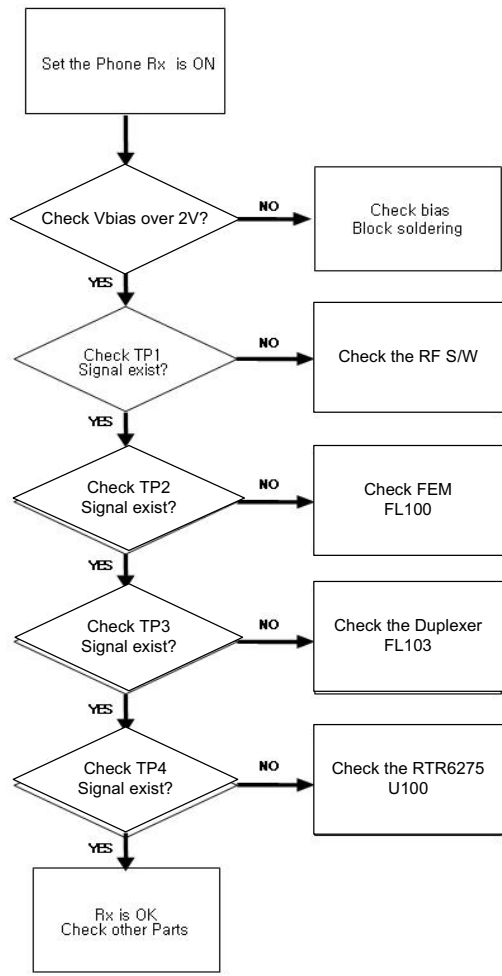 Set the Phone Rx is ON
Check Vbias over 2V?
NO
Check bias
Block soldering
YES
Check TP1
Signal exist?
NO
Check the RF S/W
YES
Check TP2
Signal exist?
NO
Check FEM
FL100
YES
Check TP3
Signal exist?
NO
Check the Duplexer
FL103
YES
Check TP4
Signal exist?
NO
Check the RTR6275
U100
YES
Rx is OK
Check other Parts